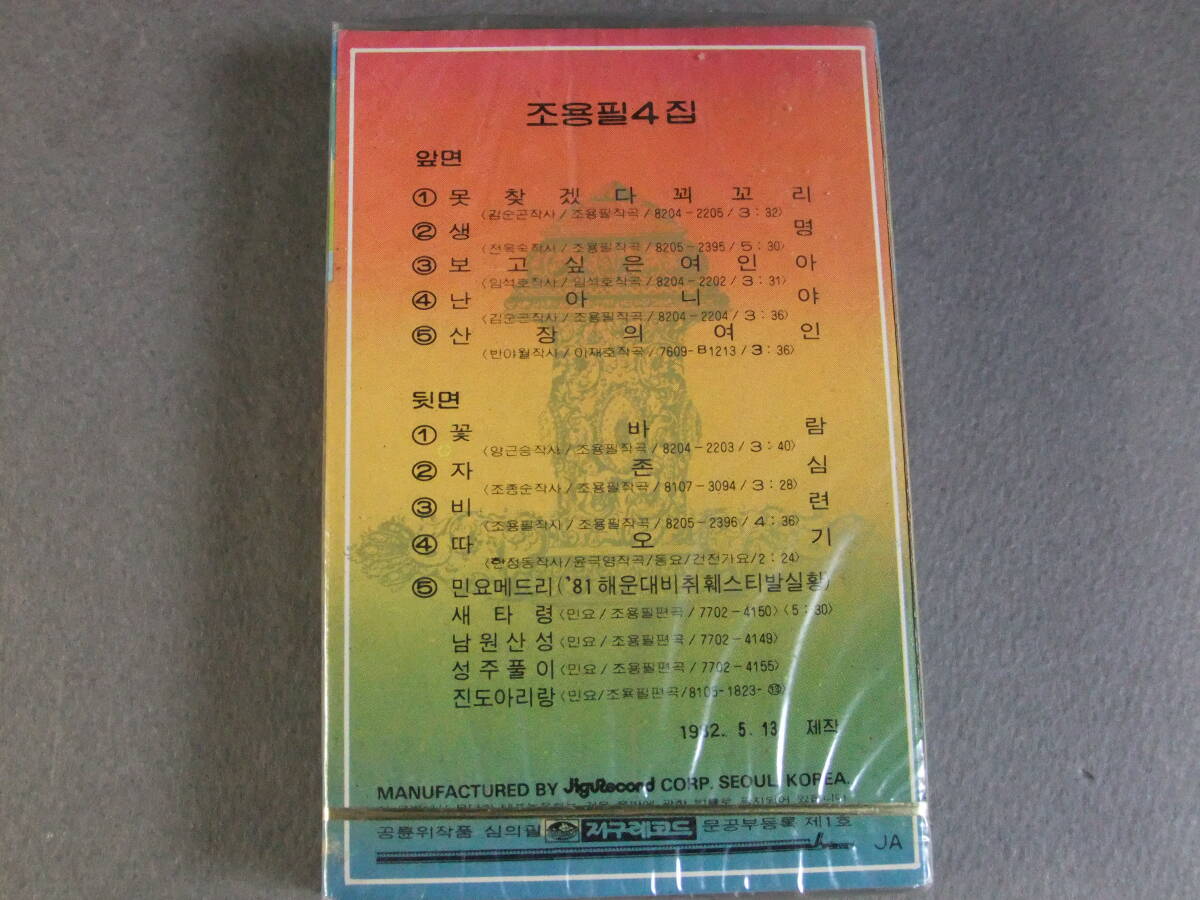 조용필4집
앞면
① 못찾겠다꾀꼬리
〈김순곤작사/조용필작곡/8204-2205/3:32〉
② 생명
〈전옥숙작사/조용필작곡/8205-2395/5:30〉
③ 보고싶은여인아
〈임석호작사/임석호작곡/8204-2202/3:31〉
④ 난아니야
〈김순곤작사/조용필작곡/8204-2204/3:36〉
⑤ 산장의여인
〈반야월작사/이재호작곡/7609-B1213/3:36〉
뒷면
① 꽃바람
〈양근승작사/조용필작곡/8204-2203/3:40〉
② 자존심
〈조종순작사/조용필작곡/8107-3094/3:28〉
③ 비련
〈조용필작사/조용필작곡/8205-2396/4:36〉
④ 따오기
〈한정동작사/윤극영작곡/동요/건전가요/2:24〉
⑤ 민요메드리('81해운대비취훼스티발실황)
새타령〈민요/조용필편곡/7702-4150〉〈5:30〉
남원산성〈민요/조용필편곡/7702-4149〉
성주풀이〈민요/조용필편곡/7702-4155〉
진도아리랑〈민요/조용필편곡/8105-1823-⑬〉
1982. 5. 13 제작
MANUFACTURED BY JiguRecord CORP. SEOUL, KOREA.
공륜위작품 심의필 지구레코드 문공부등록 제1호
JA